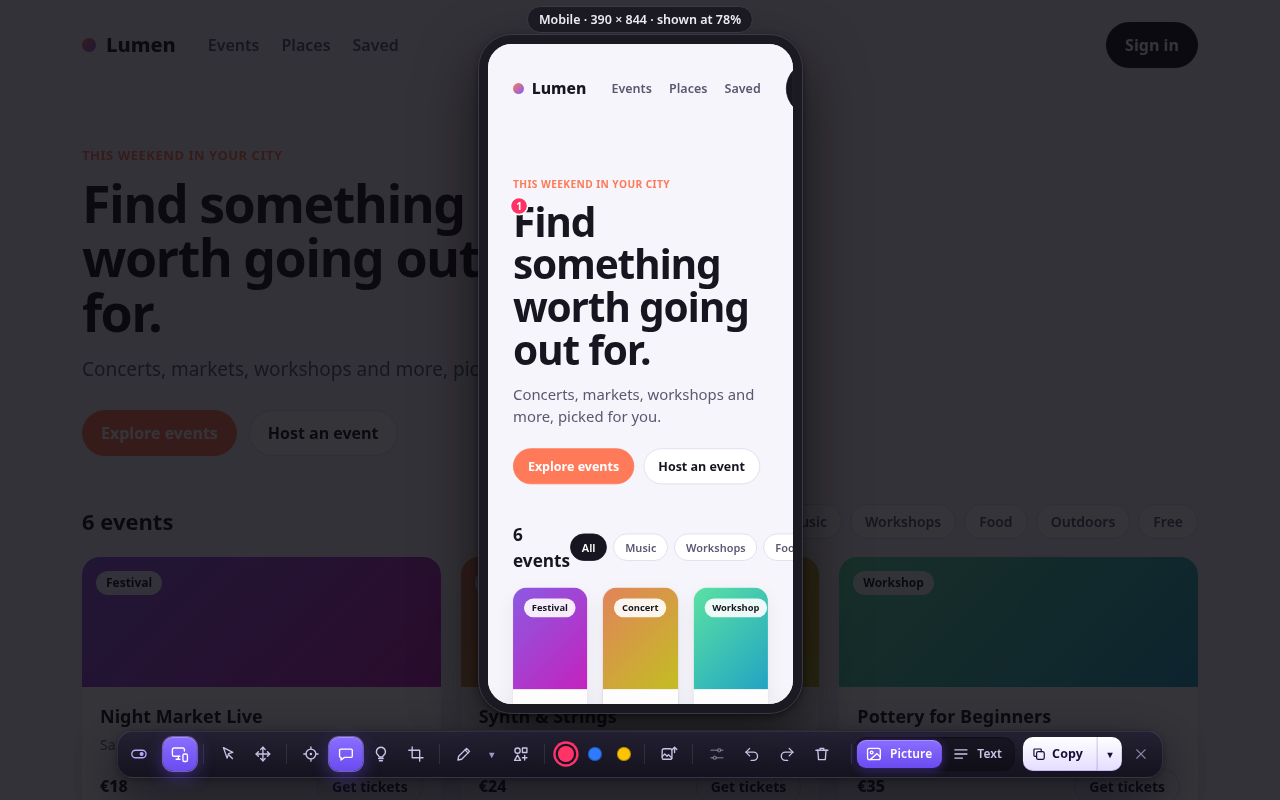 Mobile · 390 × 844 · shown at 78%
Lumen Events Places Saved
Sign in
Lumen Events Places Saved
THIS WEEKEND IN YOUR CITY
Find something
worth going out
for.
Concerts, markets, workshops and more,
Explore events Host an event
THIS WEEKEND IN YOUR CITY
1
Find
something
worth going
out for.
Concerts, markets, workshops and
more, picked for you.
Explore events Host an event
6 events
6
events
All Music Workshops
Workshops Food Outdoors Free
Festival
Festival Concert Workshop
Workshop
Night Market Live
Synth & Strings
Pottery for Beginners
€18 Get tickets
€24 Get tickets
€35 Get tickets
Picture Text Copy